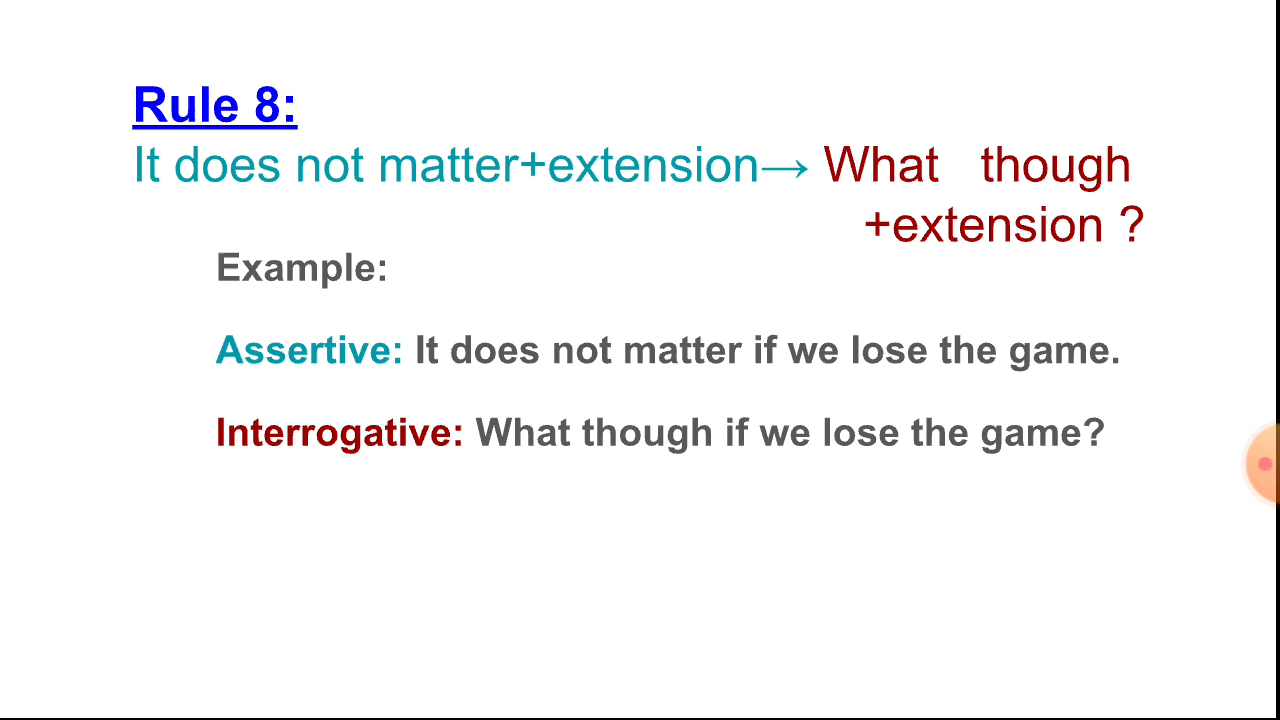 Rule 8:
It does not matter+extension→ What though
+extension ?
Example:
Assertive: It does not matter if we lose the game.
Interrogative: What though if we lose the game?